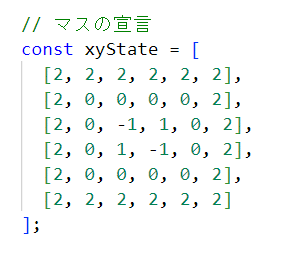 // マスの宣言
const xyState = [
[2, 2, 2, 2, 2, 2],
[2, 0, 0, 0, 0, 2],
[2, 0, -1, 1, 0, 2],
[2, 0, 1, -1, 0, 2],
[2, 0, 0, 0, 0, 2],
[2, 2, 2, 2, 2, 2]
];